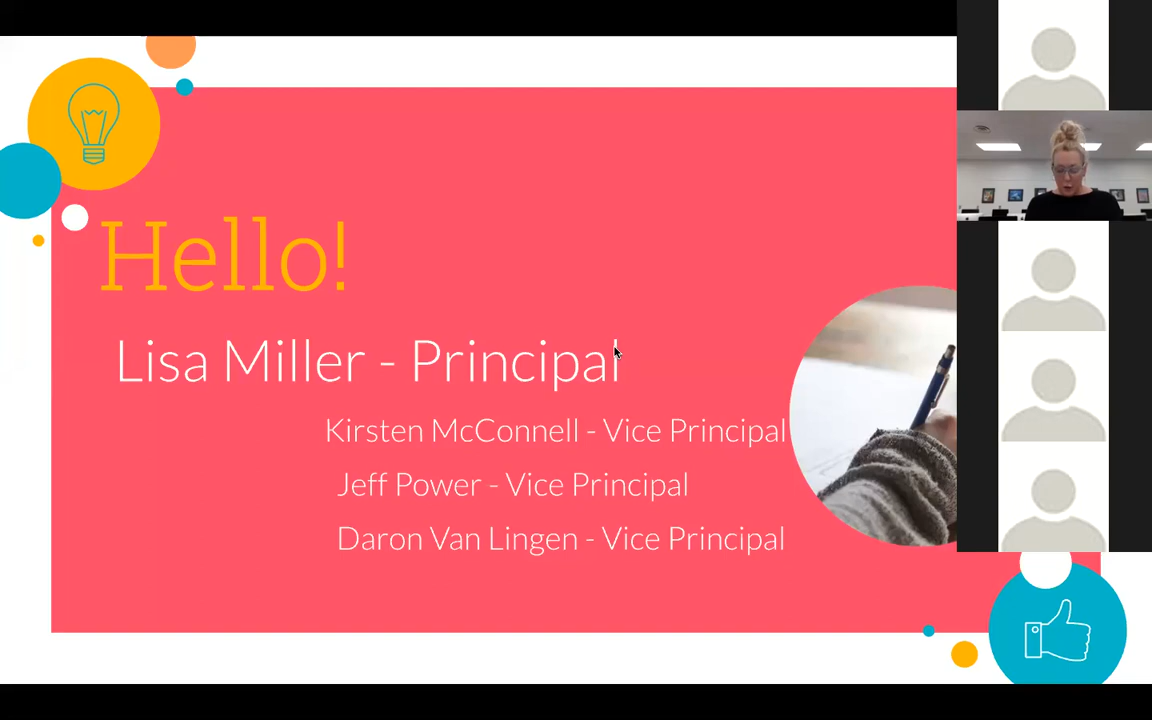 Hello!
Lisa Miller - Principal
Kirsten McConnell - Vice Principal
Jeff Power - Vice Principal
Daron Van Lingen - Vice Principal